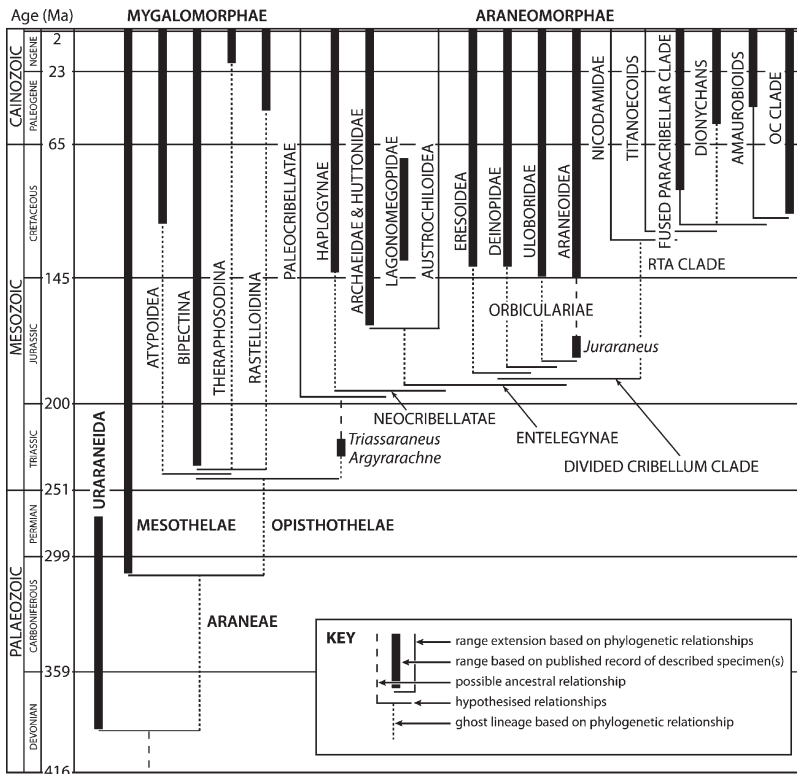 Age (Ma)
MYGALOMORPHAE
ARANEOMORPHAE
CAINOZOIC
MESOZOIC
PALAEOZOIC
NGENE
PALEOGENE
CRETACEOUS
JURASSIC
TRIASSIC
PERMIAN
CARBONIFEROUS
DEVONIAN
2
23
65
145
200
251
299
359
416
URARANEIDA
MESOTHELAE
OPISTHOTHELAE
ARANEAE
ATYPOIDEA
BIPECTINA
THERAPHOSODINA
RASTELLOIDINA
PALEOCRIBELLATAE
HAPLOGYNAE
ARCHAEIDAE & HUTTONIDAE
LAGONOMEGOPIDAE
AUSTROCHILOIDEA
ERESOIDEA
DEINOPIDAE
ULOBORIDAE
ARANEOIDEA
NICODAMIDAE
TITANOECOIDS
FUSED PARACRIBELLAR CLADE
DIONYCHANS
AMAUROBIOIDS
OC CLADE
RTA CLADE
ORBICULARIAE
Juraraneus
NEOCRIBELLATAE
ENTELEGYNAE
DIVIDED CRIBELLUM CLADE
Triassaraneus
Argyrarachne
KEY
range extension based on phylogenetic relationships
range based on published record of described specimen(s)
possible ancestral relationship
hypothesised relationships
ghost lineage based on phylogenetic relationship